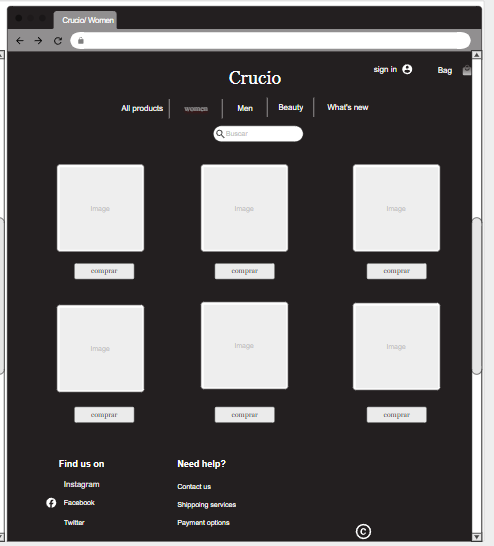 Crucio/ Women
sign in
Bag
Crucio
All products
women
Men
Beauty
What's new
Buscar
Image
Image
Image
comprar
comprar
comprar
Image
Image
Image
comprar
comprar
comprar
Find us on
Need help?
Instagram
Contact us
Facebook
Shippoing services
Twitter
Payment options
©